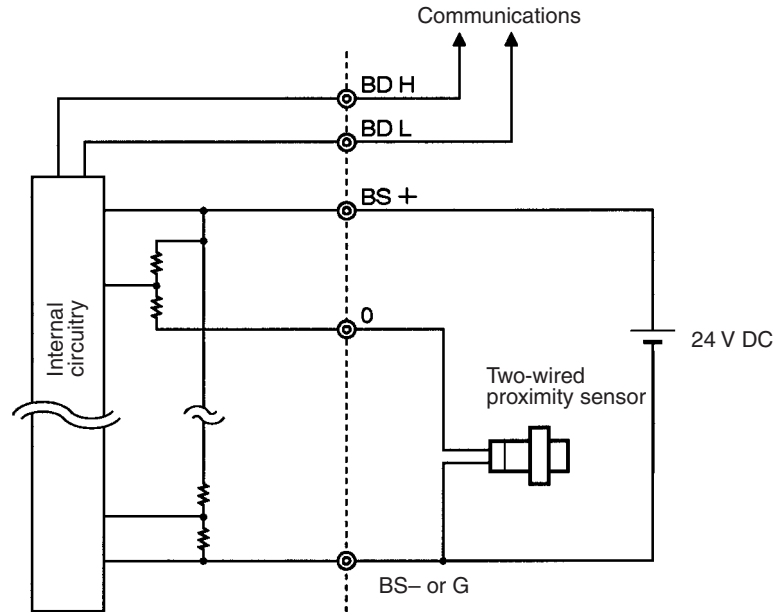 Communications
BD H
BD L
BS +
0
Internal
circuitry
24 V DC
Two-wired
proximity sensor
BS– or G